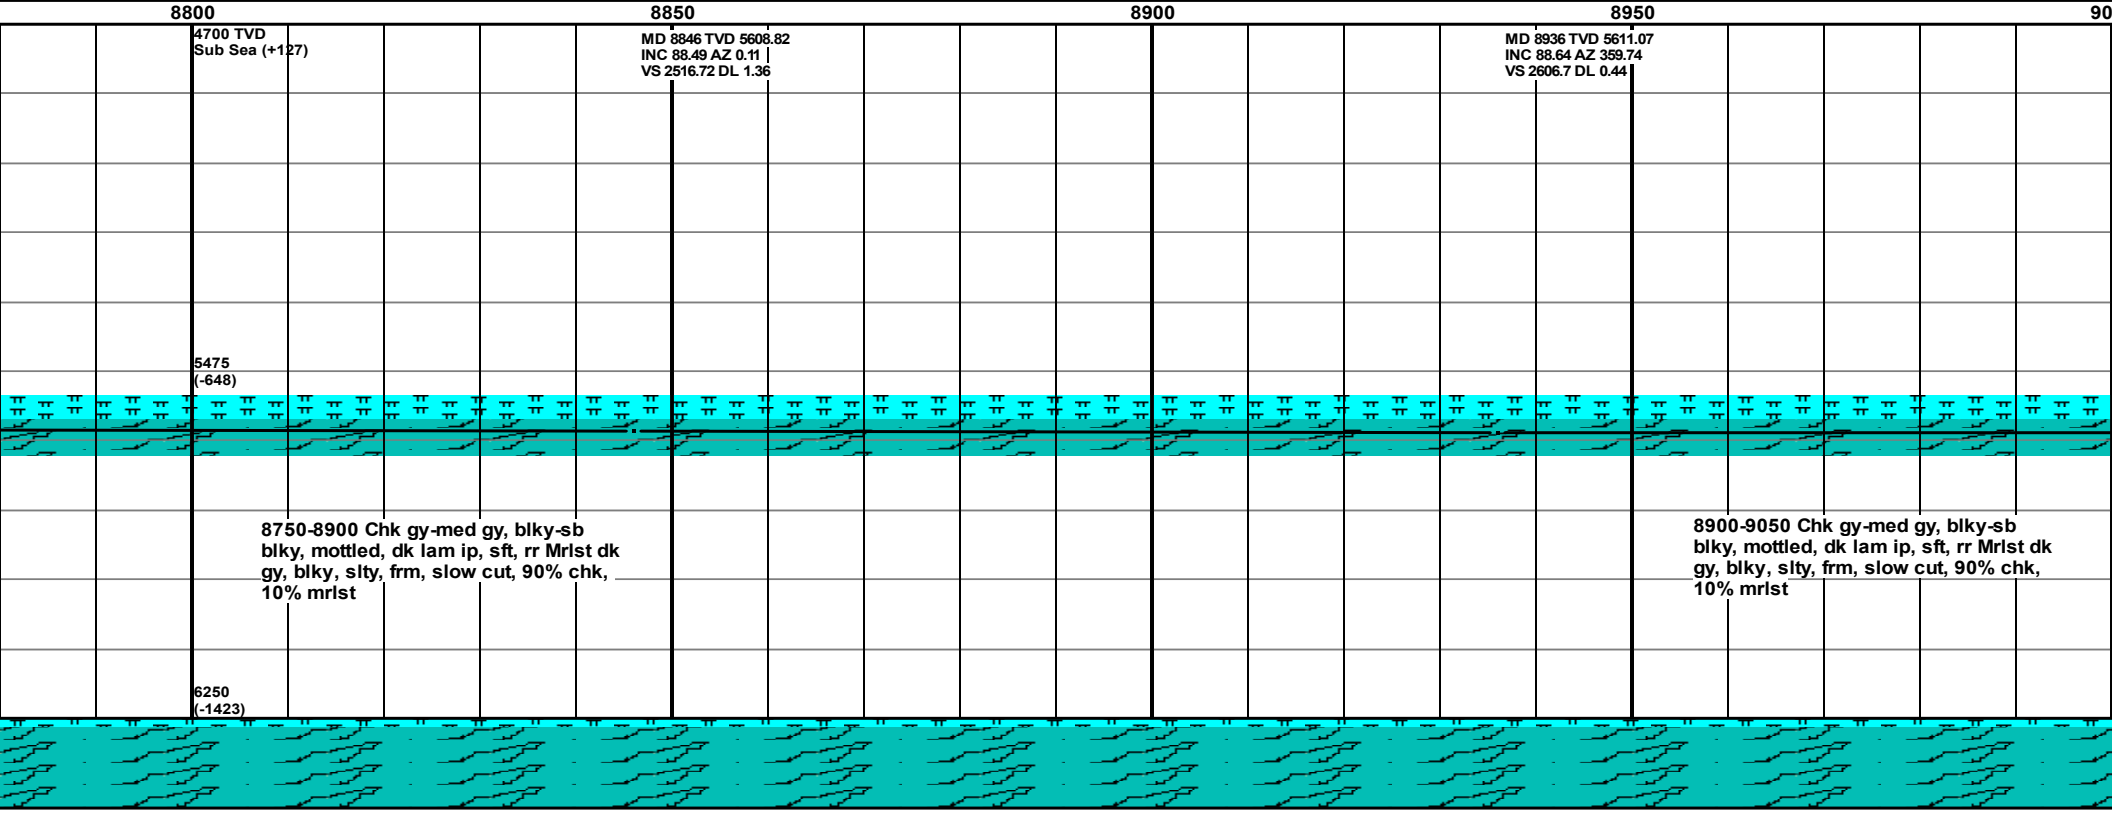 8800 8850 8900 8950 90
4700 TVD
Sub Sea (+127)
MD 8846 TVD 5608.82
INC 88.49 AZ 0.11
VS 2516.72 DL 1.36
MD 8936 TVD 5611.07
INC 88.64 AZ 359.74
VS 2606.7 DL 0.44
5475
(-648)
8750-8900 Chk gy-med gy, blky-sb
blky, mottled, dk lam ip, sft, rr Mrlst dk
gy, blky, slty, frm, slow cut, 90% chk,
10% mrlst
8900-9050 Chk gy-med gy, blky-sb
blky, mottled, dk lam ip, sft, rr Mrlst dk
gy, blky, slty, frm, slow cut, 90% chk,
10% mrlst
6250
(-1423)